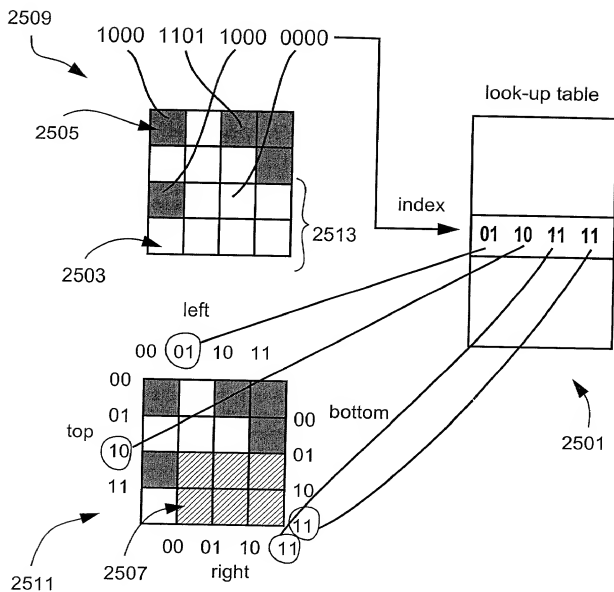 2509
1000 1101 1000 0000
look-up table
2505
index
2513
01 10 11 11
2503
left
00 01 10 11
00
01
00
bottom
top
10
01
2501
11
10
11
2507
00 01 10 11
2511
right